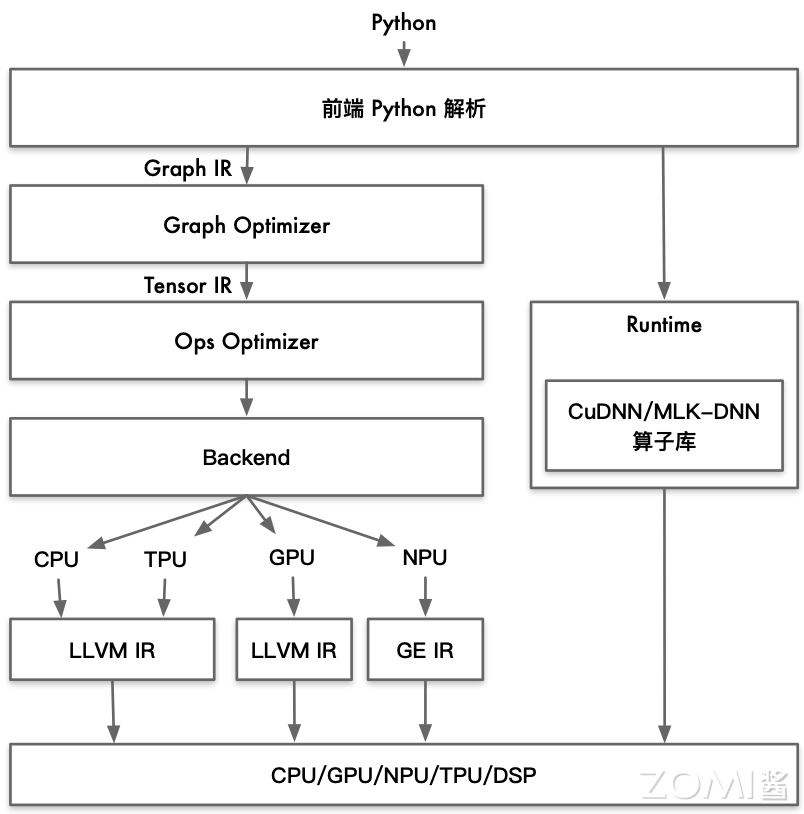 Python
前端 Python 解析
Graph IR
Graph Optimizer
Tensor IR
Ops Optimizer
Runtime
CuDNN/MLK-DNN
算子库
Backend
CPU
TPU
GPU
NPU
LLVM IR
LLVM IR
GE IR
CPU/GPU/NPU/TPU/DSP
ZOMI酱